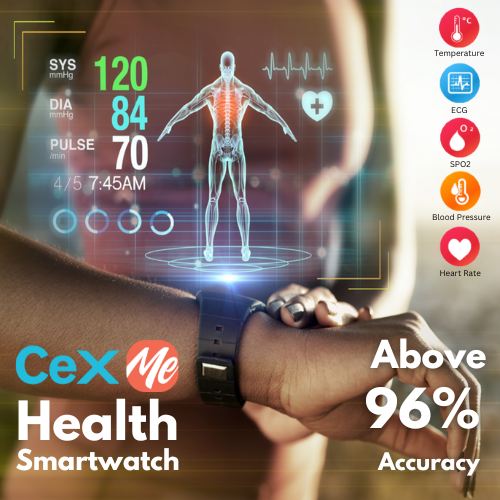 SYS
mmHg
120
DIA
mmHg
84
PULSE
/min
70
4/5 7:45AM
°C
Temperature
ECG
O₂
SPO2
Blood Pressure
Heart Rate
CeX Me
Health
Smartwatch
Above
96%
Accuracy